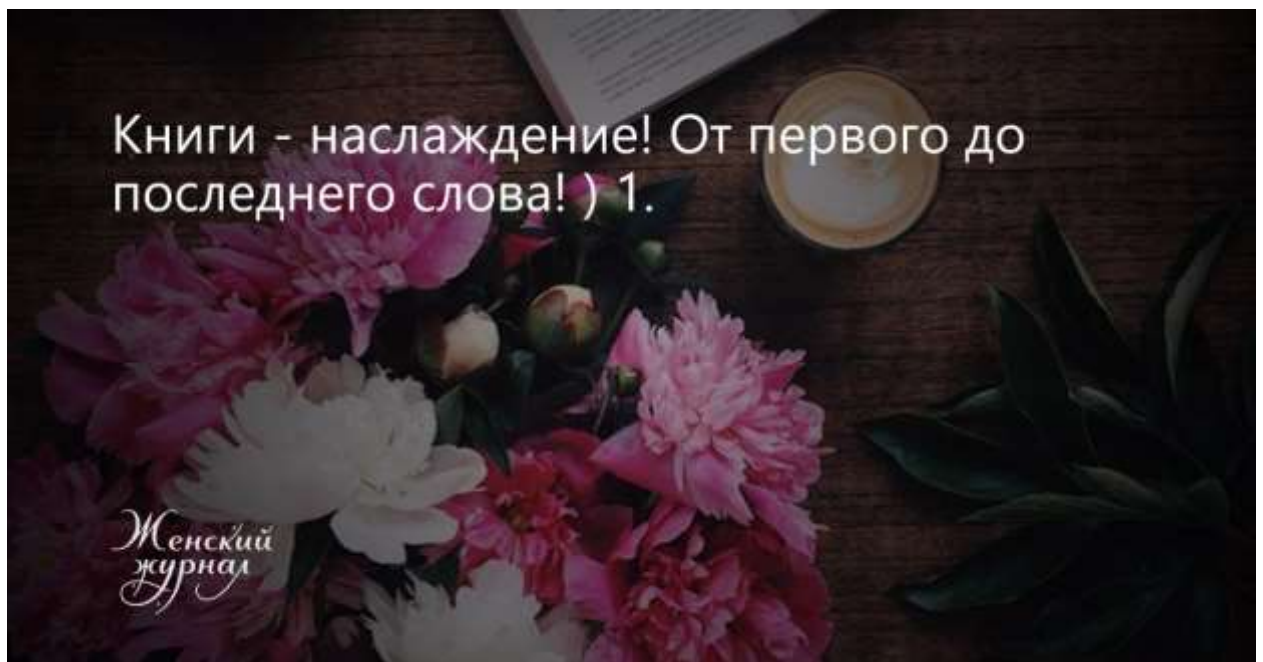 Книги - наслаждение! От первого до
последнего слова! ) 1.
Женский
журнал